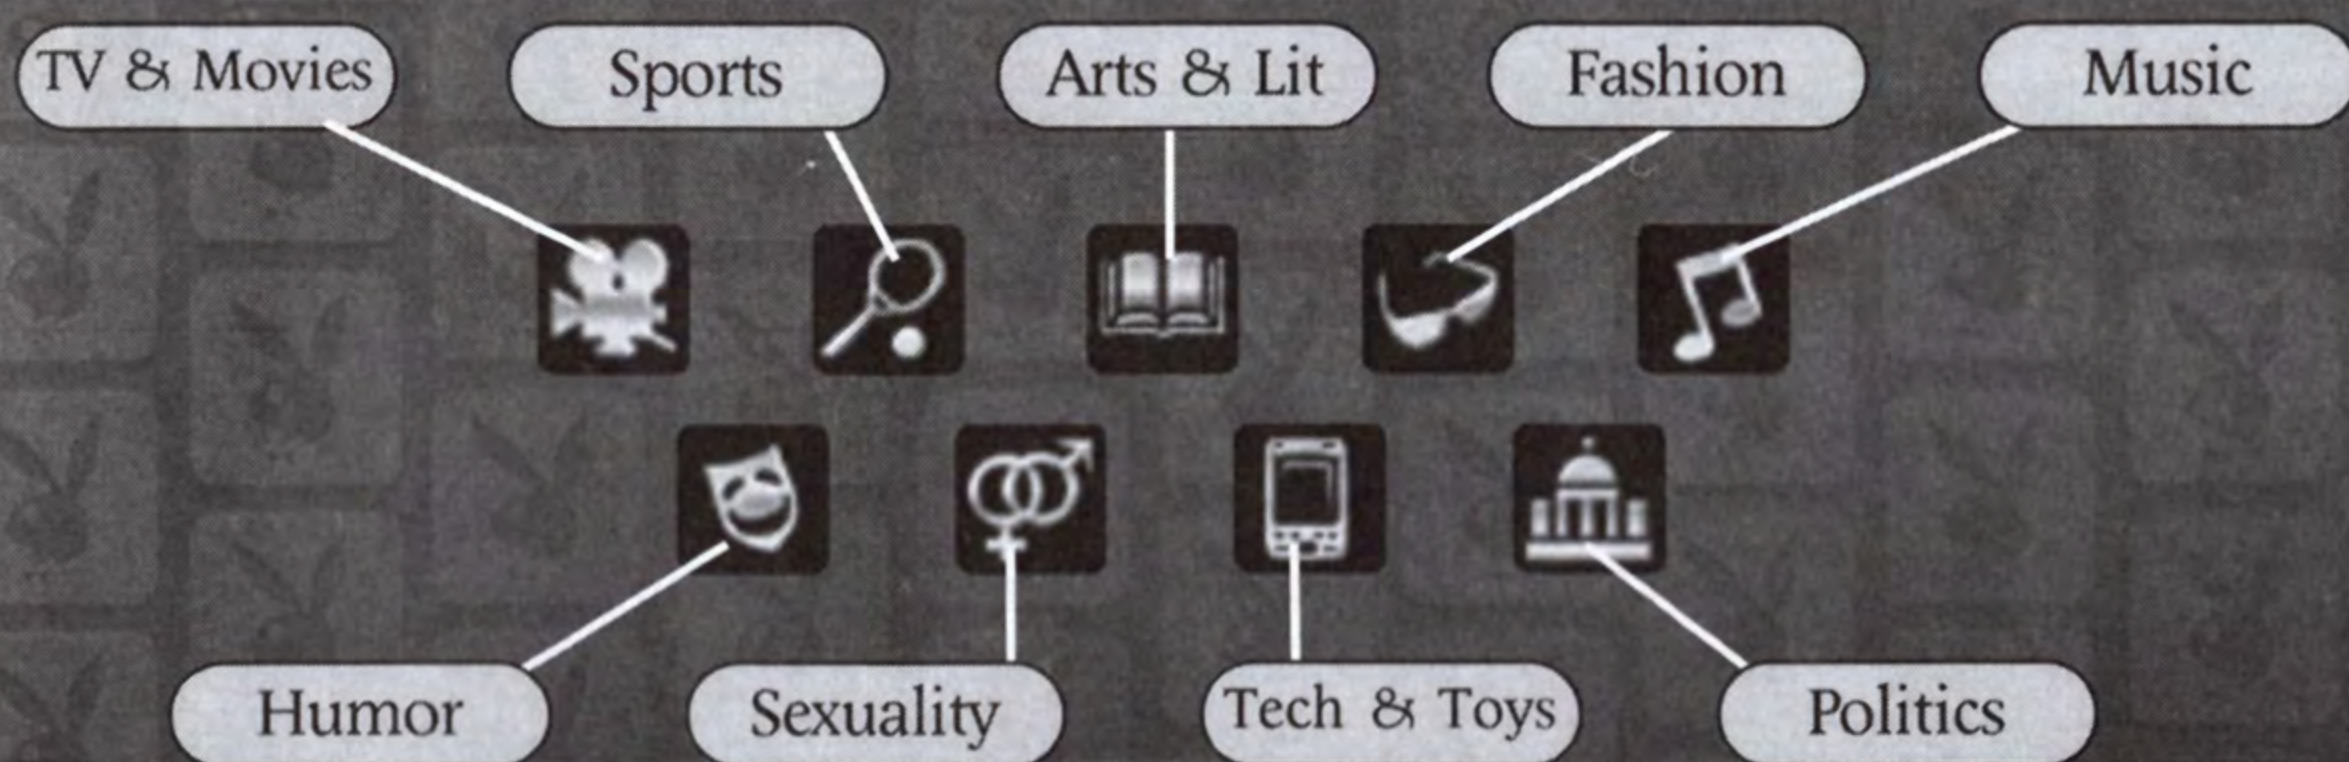 TV & Movies
Sports
Arts & Lit
Fashion
Music
Humor
Sexuality
Tech & Toys
Politics